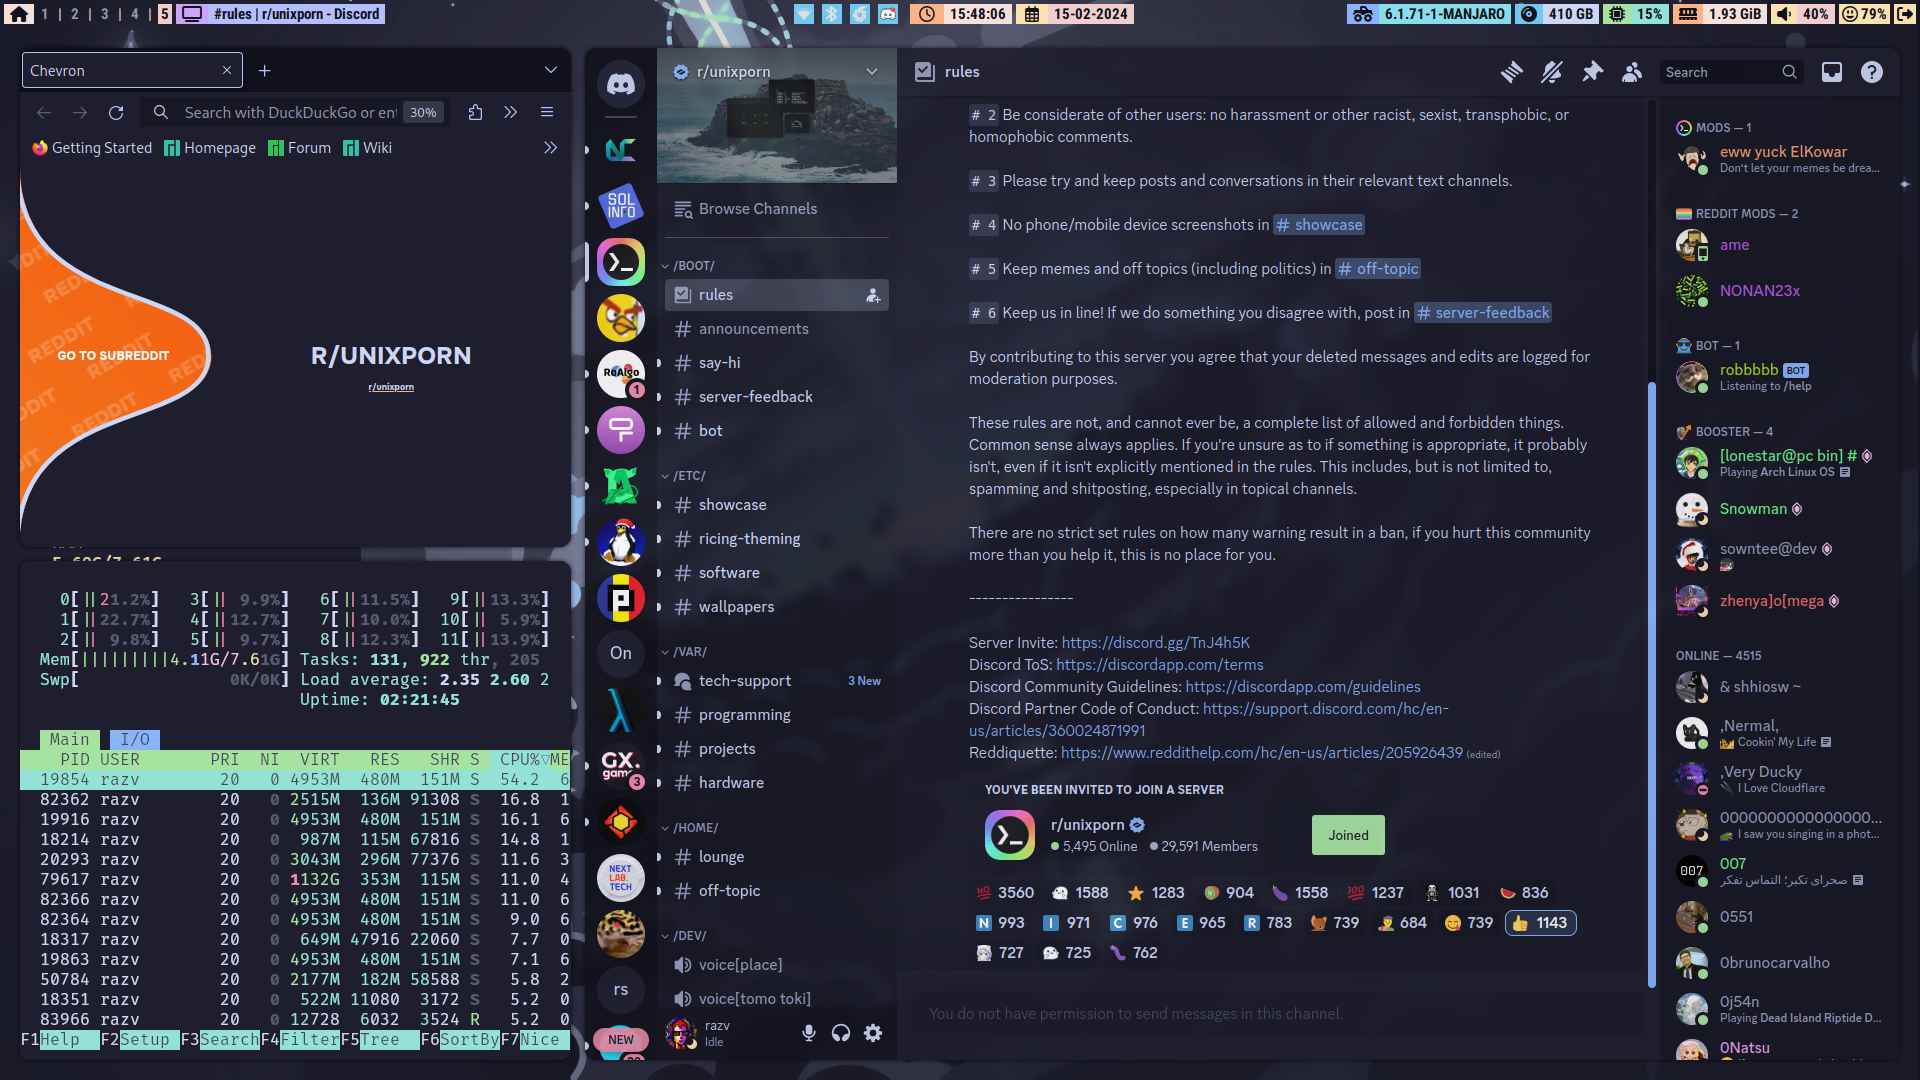 1 | 2 | 3 | 4 | 5
#rules | r/unixporn - Discord
15:48:06
15-02-2024
6.1.71-1-MANJARO
410 GB
15%
1.93 GiB
40%
79%
Chevron
Search with DuckDuckGo or ent
30%
Getting Started
Homepage
Forum
Wiki
GO TO SUBREDDIT
REDDIT
R/UNIXPORN
r/unixporn
0[||21.2%] 3[|| 9.9%] 6[||11.5%] 9[||13.3%]
1[||22.7%] 4[||12.7%] 7[||10.0%] 10[|| 5.9%]
2[|| 9.8%] 5[|| 9.7%] 8[||12.3%] 11[||13.9%]
Mem[|||||||||4.11G/7.61G] Tasks: 131, 922 thr, 205
Swp[ 0K/0K] Load average: 2.35 2.60 2
Uptime: 02:21:45
Main I/O
PID USER PRI NI VIRT RES SHR S CPU%▽ME
19854 razv 20 0 4953M 480M 151M S 54.2 6
82362 razv 20 0 2515M 136M 91308 S 16.8 1
19916 razv 20 0 4953M 480M 151M S 16.1 6
18214 razv 20 0 987M 115M 67816 S 14.8 1
20293 razv 20 0 3043M 296M 77376 S 11.6 3
79617 razv 20 0 1132G 353M 115M S 11.0 4
82366 razv 20 0 4953M 480M 151M S 11.0 6
82364 razv 20 0 4953M 480M 151M S 9.0 6
18317 razv 20 0 649M 47916 22060 S 7.7 0
19863 razv 20 0 4953M 480M 151M S 7.1 6
50784 razv 20 0 2177M 182M 58588 S 5.8 2
18351 razv 20 0 522M 11080 3172 S 5.2 0
83966 razv 20 0 12728 6032 3524 R 5.2 0
F1Help F2Setup F3SearchF4FilterF5Tree F6SortByF7Nice
SOL
INFO
RoAlgo
1
On
GX.
games
3
NEXT
LAB.
TECH
rs
NEW
r/unixporn
Browse Channels
/BOOT/
rules
announcements
say-hi
server-feedback
bot
/ETC/
showcase
ricing-theming
software
wallpapers
/VAR/
tech-support
3 New
programming
projects
hardware
/HOME/
lounge
off-topic
/DEV/
voice[place]
voice[tomo toki]
razv
Idle
rules
Search
# 2 Be considerate of other users: no harassment or other racist, sexist, transphobic, or
homophobic comments.
# 3 Please try and keep posts and conversations in their relevant text channels.
# 4 No phone/mobile device screenshots in # showcase
# 5 Keep memes and off topics (including politics) in # off-topic
# 6 Keep us in line! If we do something you disagree with, post in # server-feedback
By contributing to this server you agree that your deleted messages and edits are logged for
moderation purposes.
These rules are not, and cannot ever be, a complete list of allowed and forbidden things.
Common sense always applies. If you're unsure as to if something is appropriate, it probably
isn't, even if it isn't explicitly mentioned in the rules. This includes, but is not limited to,
spamming and shitposting, especially in topical channels.
There are no strict set rules on how many warning result in a ban, if you hurt this community
more than you help it, this is no place for you.
----------------
Server Invite: https://discord.gg/TnJ4h5K
Discord ToS: https://discordapp.com/terms
Discord Community Guidelines: https://discordapp.com/guidelines
Discord Partner Code of Conduct: https://support.discord.com/hc/en-
us/articles/360024871991
Reddiquette: https://www.reddithelp.com/hc/en-us/articles/205926439 (edited)
YOU'VE BEEN INVITED TO JOIN A SERVER
r/unixporn
5,495 Online 29,591 Members
Joined
3560 1588 1283 904 1558 1237 1031 836
N 993 I 971 C 976 E 965 R 783 739 684 739 1143
727 725 762
You do not have permission to send messages in this channel.
MODS — 1
eww yuck ElKowar
Don't let your memes be drea...
REDDIT MODS — 2
ame
NONAN23x
BOT — 1
robbbbb BOT
Listening to /help
BOOSTER — 4
[lonestar@pc bin] #
Playing Arch Linux OS
Snowman
sowntee@dev
zhenya]o[mega
ONLINE — 4515
& shhiosw ~
,Nermal,
Cookin' My Life
,Very Ducky
I Love Cloudflare
0000000000000000...
I saw you singing in a phot...
007
007
صحرای تکبر؛ التماس تفکر
0551
0brunocarvalho
0j54n
Playing Dead Island Riptide D...
0Natsu